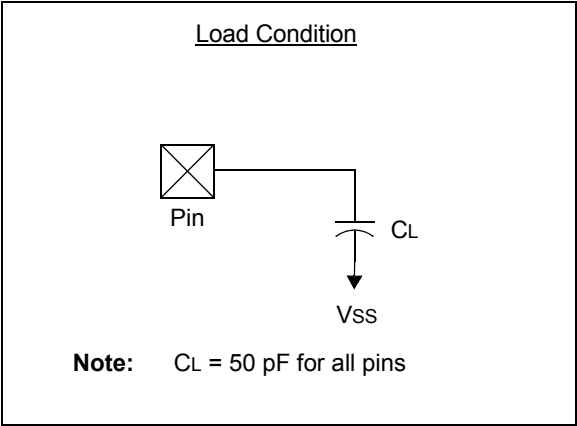 Load Condition
Pin
CL
VSS
Note: CL = 50 pF for all pins